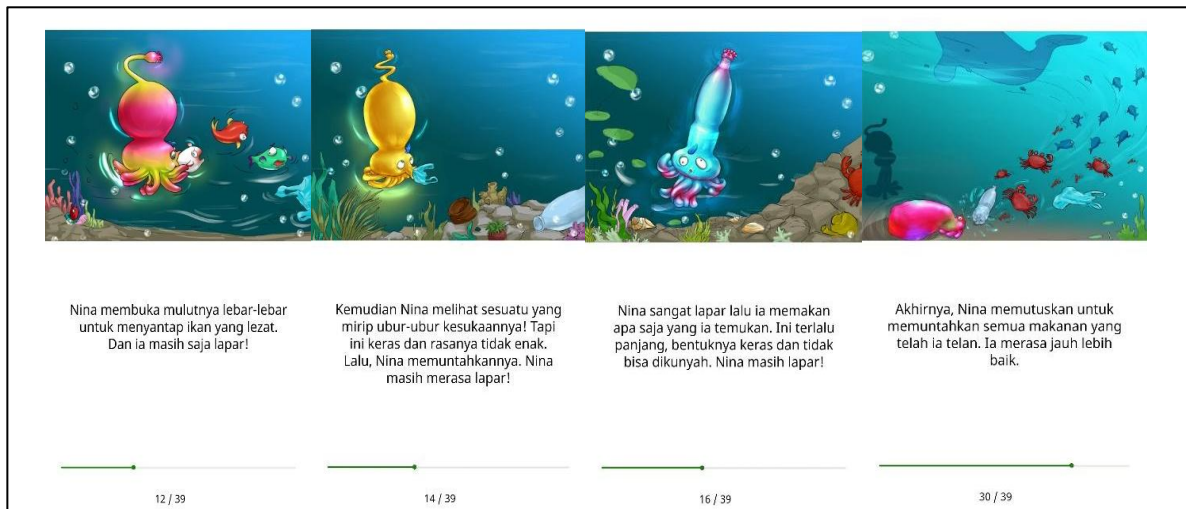 Nina membuka mulutnya lebar-lebar
untuk menyantap ikan yang lezat.
Dan ia masih saja lapar!
12 / 39
Kemudian Nina melihat sesuatu yang
mirip ubur-ubur kesukaannya! Tapi
ini keras dan rasanya tidak enak.
Lalu, Nina memuntahkannya. Nina
masih merasa lapar!
14 / 39
Nina sangat lapar lalu ia memakan
apa saja yang ia temukan. Ini terlalu
panjang, bentuknya keras dan tidak
bisa dikunyah. Nina masih lapar!
16 / 39
Akhirnya, Nina memutuskan untuk
memuntahkan semua makanan yang
telah ia telan. Ia merasa jauh lebih
baik.
30 / 39